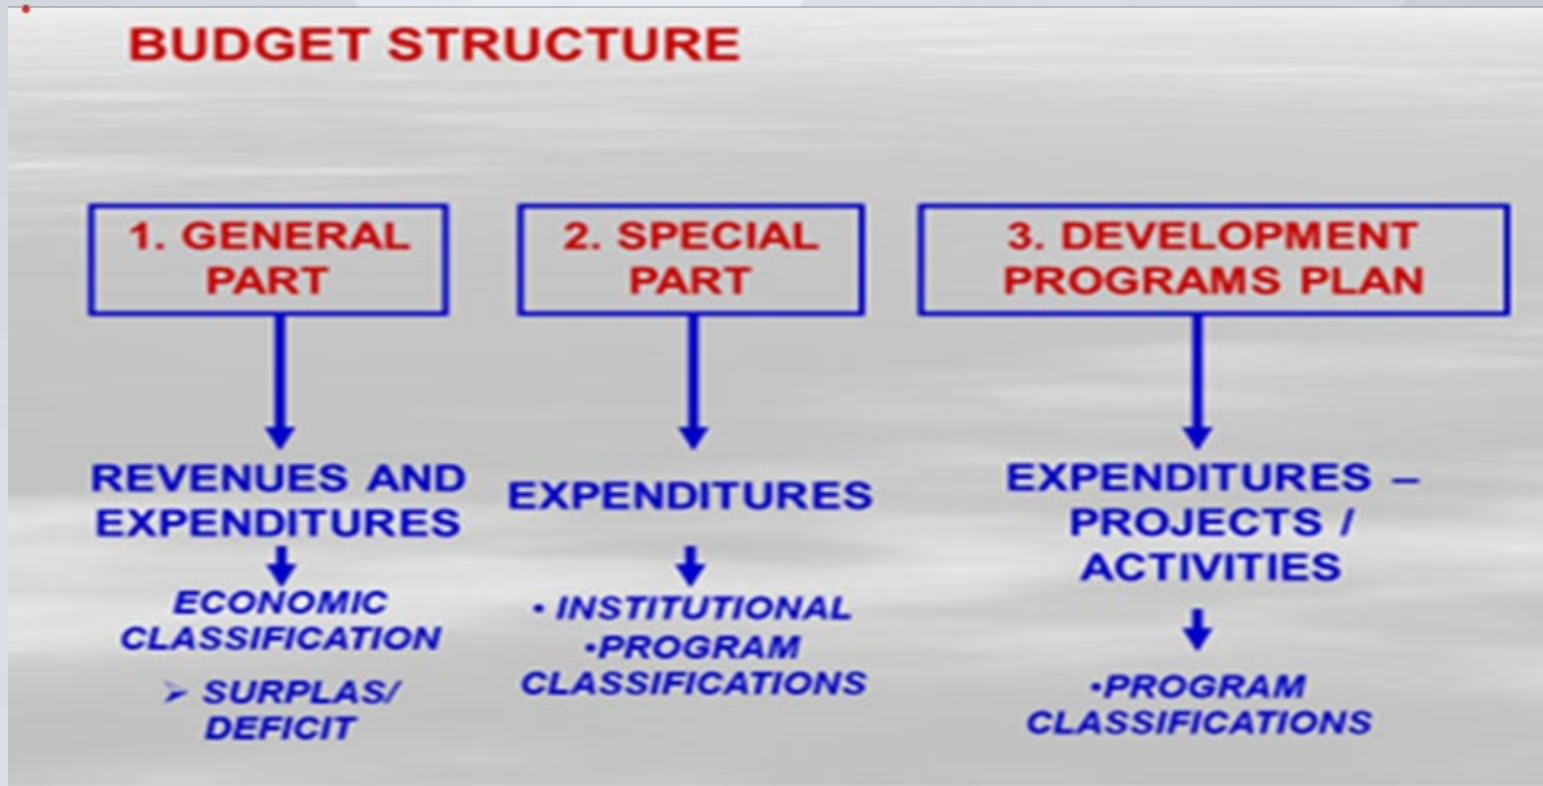 BUDGET STRUCTURE
1. GENERAL
PART
REVENUES AND
EXPENDITURES
ECONOMIC
CLASSIFICATION
➢ SURPLAS/
DEFICIT
2. SPECIAL
PART
EXPENDITURES
• INSTITUTIONAL
•PROGRAM
CLASSIFICATIONS
3. DEVELOPMENT
PROGRAMS PLAN
EXPENDITURES –
PROJECTS /
ACTIVITIES
•PROGRAM
CLASSIFICATIONS